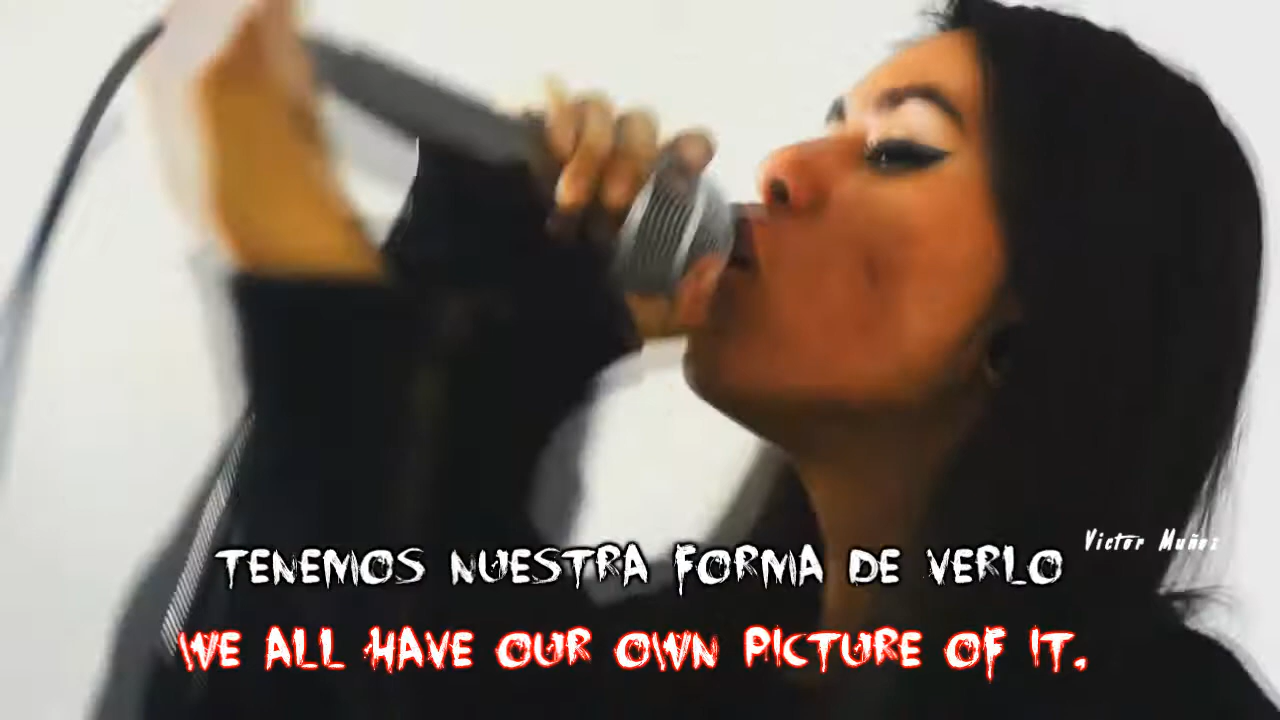 Victor Muñoz
TENEMOS NUESTRA FORMA DE VERLO
WE ALL HAVE OUR OWN PICTURE OF IT.